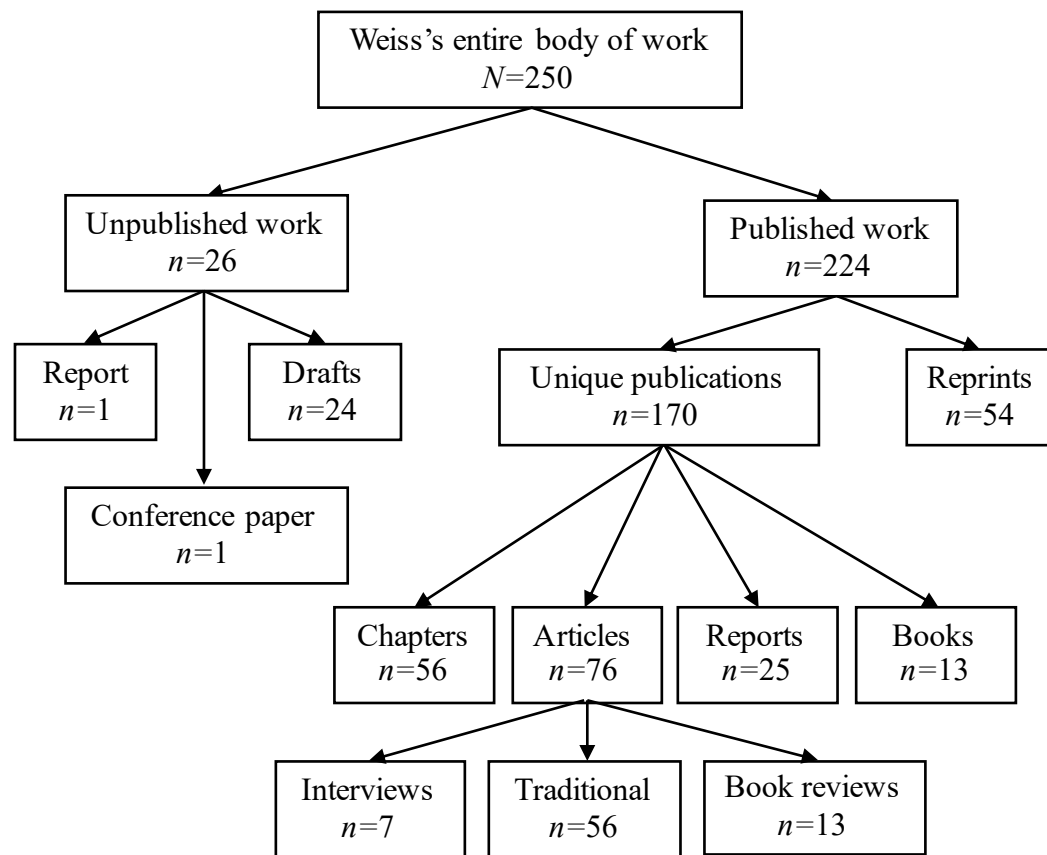 Weiss’s entire body of work
N=250
Unpublished work
n=26
Published work
n=224
Report
n=1
Drafts
n=24
Unique publications
n=170
Reprints
n=54
Conference paper
n=1
Chapters
n=56
Articles
n=76
Reports
n=25
Books
n=13
Interviews
n=7
Traditional
n=56
Book reviews
n=13